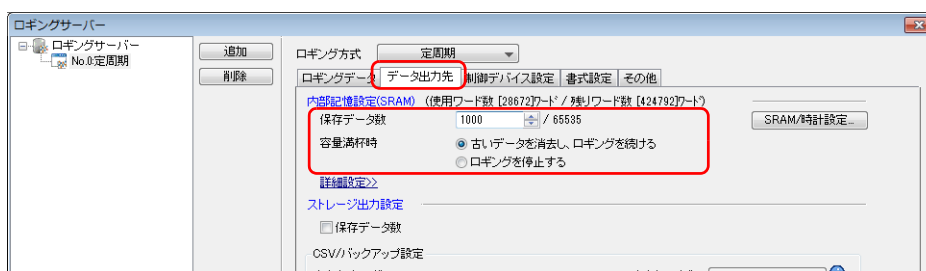 ロギングサーバー
ロギングサーバー
No.0:定周期
追加
削除
ロギング方式 定周期
ロギングデータ データ出力先 制御デバイス設定 書式設定 その他
内部記憶設定(SRAM) (使用ワード数 [28672]ワード / 残りワード数 [424792]ワード)
保存データ数 1000 / 65535
SRAM/時計設定...
容量満杯時 古いデータを消去し、ロギングを続ける
ロギングを停止する
詳細設定>>
ストレージ出力設定
保存データ数
CSV/バックアップ設定